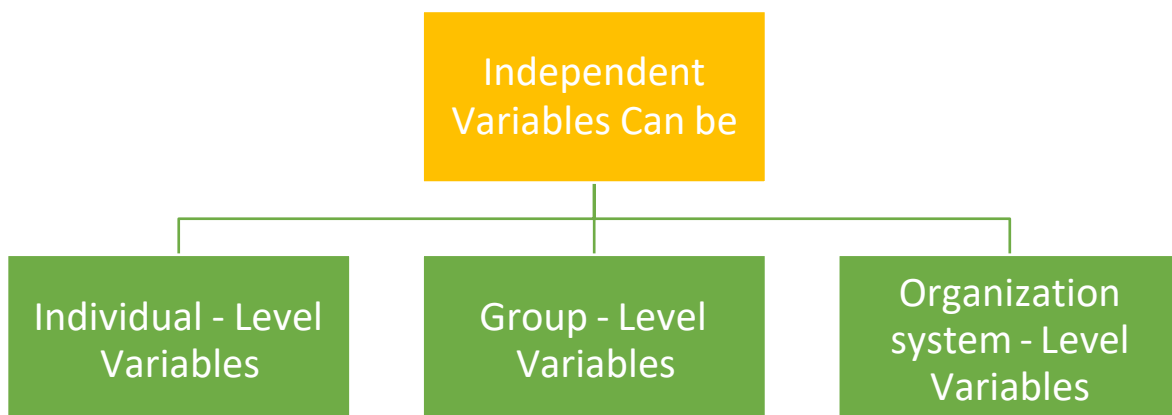 Independent
Variables Can be
Individual - Level
Variables
Group - Level
Variables
Organization
system - Level
Variables